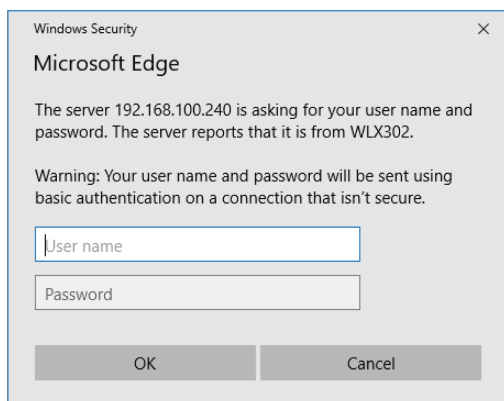 Windows Security
Microsoft Edge
The server 192.168.100.240 is asking for your user name and
password. The server reports that it is from WLX302.
Warning: Your user name and password will be sent using
basic authentication on a connection that isn't secure.
User name
Password
OK Cancel